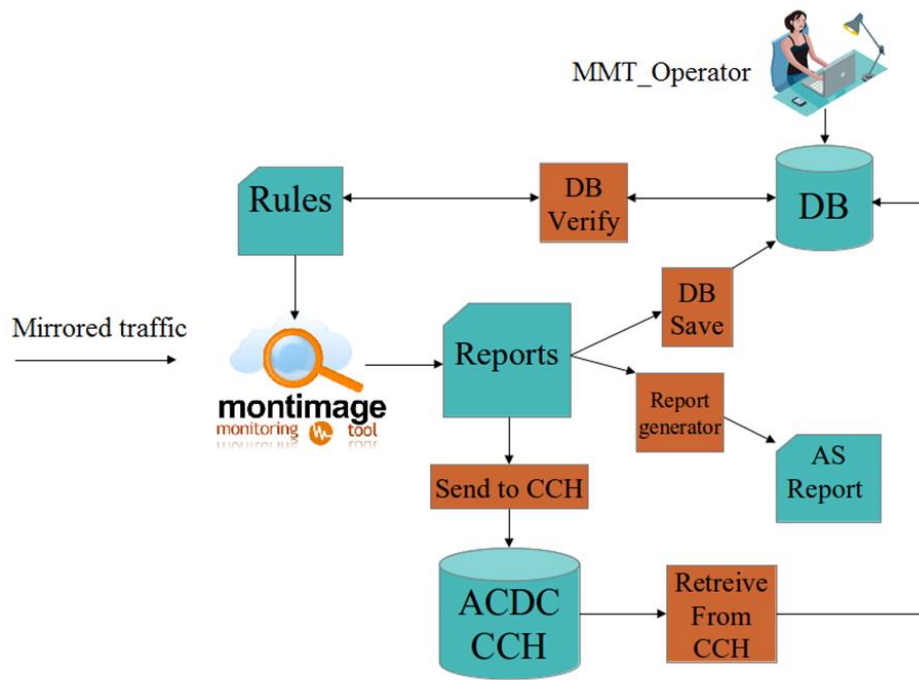 MMT_Operator
Rules
DB
Verify
DB
Mirrored traffic
montimage
monitoring tool
Reports
DB
Save
Report
generator
AS
Report
Send to CCH
ACDC
CCH
Retreive
From
CCH